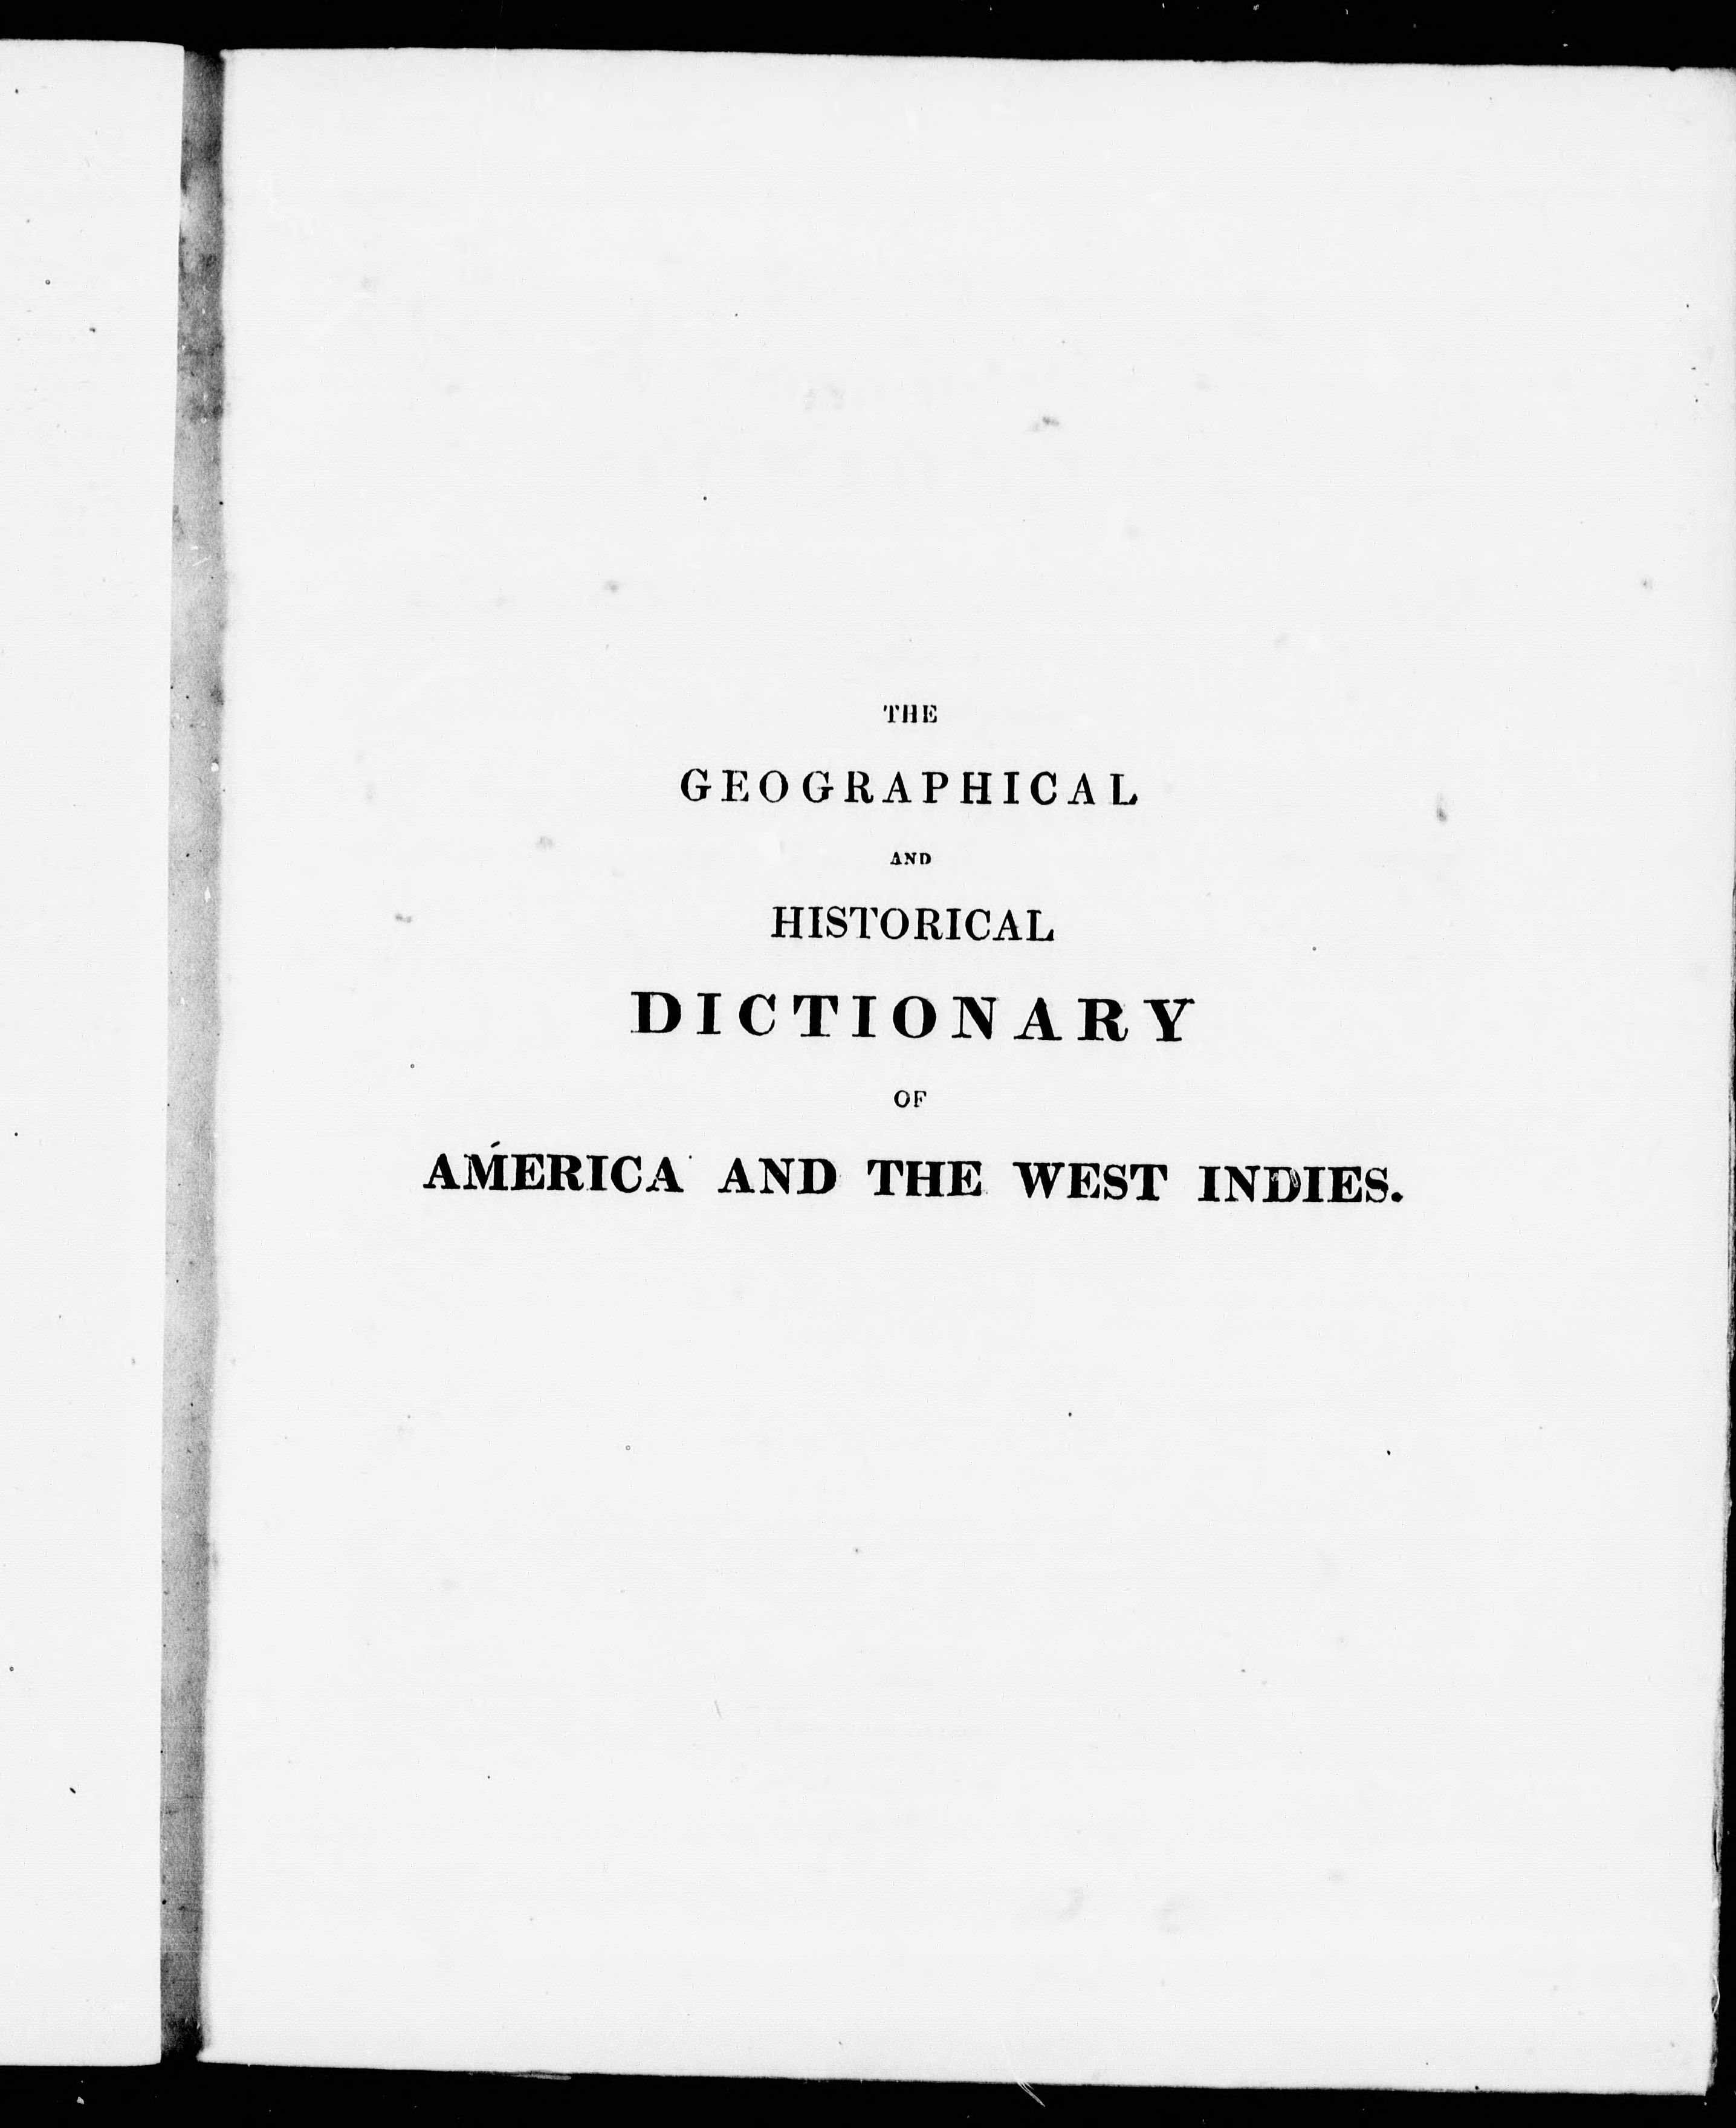 THE
GEOGRAPHICAL
AND
HISTORICAL
DICTIONARY
OF
AMERICA AND THE WEST INDIES.